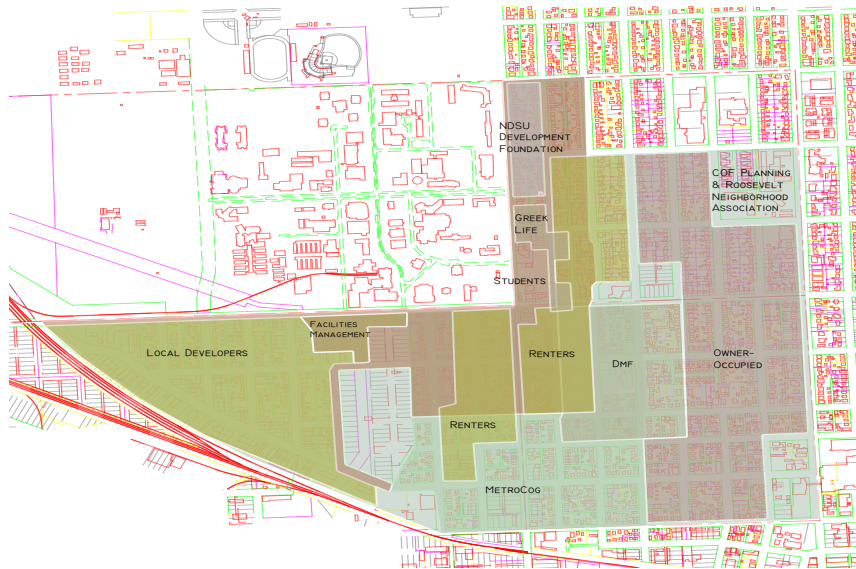 NDSU
DEVELOPMENT
FOUNDATION
COF PLANNING
& ROOSEVELT
NEIGHBORHOOD
ASSOCIATION
GREEK
LIFE
STUDENTS
FACILITIES
MANAGEMENT
LOCAL DEVELOPERS
RENTERS
DMF
OWNER-
OCCUPIED
RENTERS
METROCOG